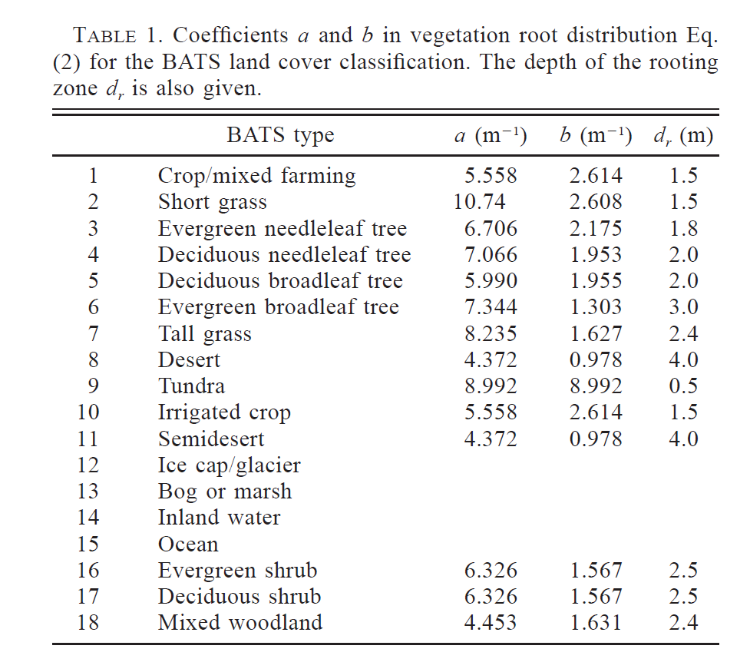 TABLE 1. Coefficients a and b in vegetation root distribution Eq.
(2) for the BATS land cover classification. The depth of the rooting
zone dr is also given.
BATS type a (m−1) b (m−1) dr (m)
1 Crop/mixed farming 5.558 2.614 1.5
2 Short grass 10.74 2.608 1.5
3 Evergreen needleleaf tree 6.706 2.175 1.8
4 Deciduous needleleaf tree 7.066 1.953 2.0
5 Deciduous broadleaf tree 5.990 1.955 2.0
6 Evergreen broadleaf tree 7.344 1.303 3.0
7 Tall grass 8.235 1.627 2.4
8 Desert 4.372 0.978 4.0
9 Tundra 8.992 8.992 0.5
10 Irrigated crop 5.558 2.614 1.5
11 Semidesert 4.372 0.978 4.0
12 Ice cap/glacier
13 Bog or marsh
14 Inland water
15 Ocean
16 Evergreen shrub 6.326 1.567 2.5
17 Deciduous shrub 6.326 1.567 2.5
18 Mixed woodland 4.453 1.631 2.4